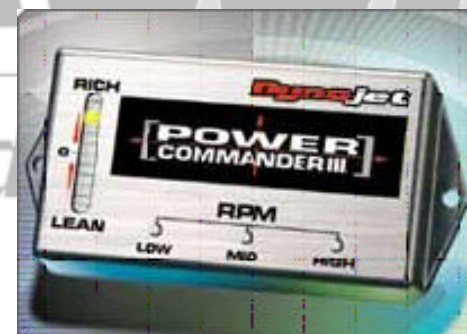 RICH
Dynojet
[POWER
COMMANDER III]
0
LEAN
RPM
LOW
MID
HIGH